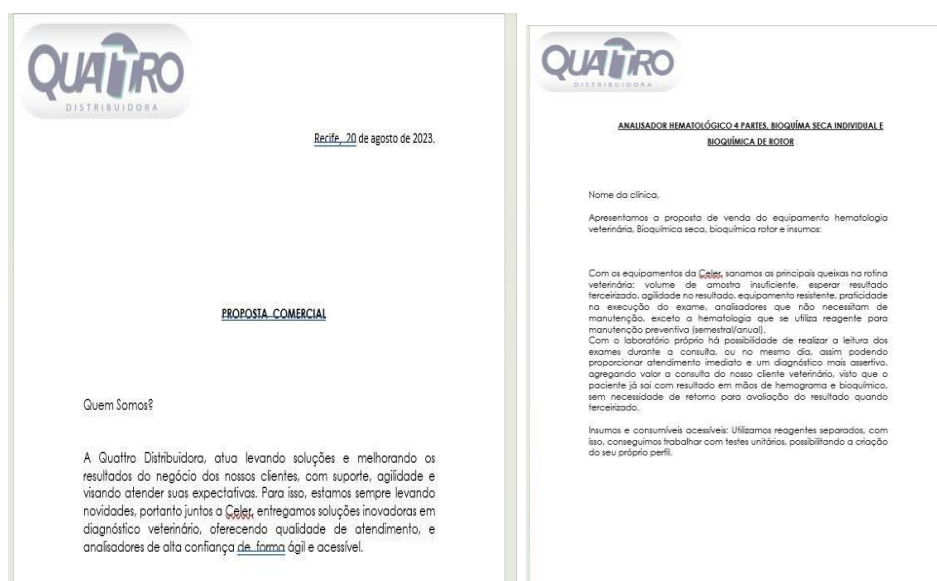 QUATTRO
DISTRIBUIDORA
Recife, 20 de agosto de 2023.
PROPOSTA COMERCIAL
Quem Somos?
A Quattro Distribuidora, atua levando soluções e melhorando os
resultados do negócio dos nossos clientes, com suporte, agilidade e
visando atender suas expectativas. Para isso, estamos sempre levando
novidades, portanto juntos a Celer, entregamos soluções inovadoras em
diagnóstico veterinário, oferecendo qualidade de atendimento, e
analisadores de alta confiança de forma ágil e acessível.
QUATTRO
DISTRIBUIDORA
ANALISADOR HEMATOLÓGICO 4 PARTES, BIOQUÍMA SECA INDIVIDUAL E
BIOQUÍMICA DE ROTOR
Nome da clínica,
Apresentamos a proposta de venda do equipamento hematologia
veterinária, Bioquímica seca, bioquímica rotor e insumos:
Com os equipamentos da Celer, sanamos as principais queixas na rotina
veterinária: volume de amostra insuficiente, esperar resultado
terceirizado, agilidade no resultado, equipamento resistente, praticidade
na execução do exame, analisadores que não necessitam de
manutenção, exceto a hematologia que se utiliza reagente para
manutenção preventiva (semestral/anual).
Com o laboratório próprio há possibilidade de realizar a leitura dos
exames durante a consulta, ou no mesmo dia, assim podendo
proporcionar atendimento imediato e um diagnóstico mais assertivo,
agregando valor a consulta do nosso cliente veterinário, visto que o
paciente já sai com resultado em mãos de hemograma e bioquímico,
sem necessidade de retorno para avaliação do resultado quando
terceirizado.
Insumos e consumíveis acessíveis: Utilizamos reagentes separados, com
isso, conseguimos trabalhar com testes unitários, possibilitando a criação
do seu próprio perfil.